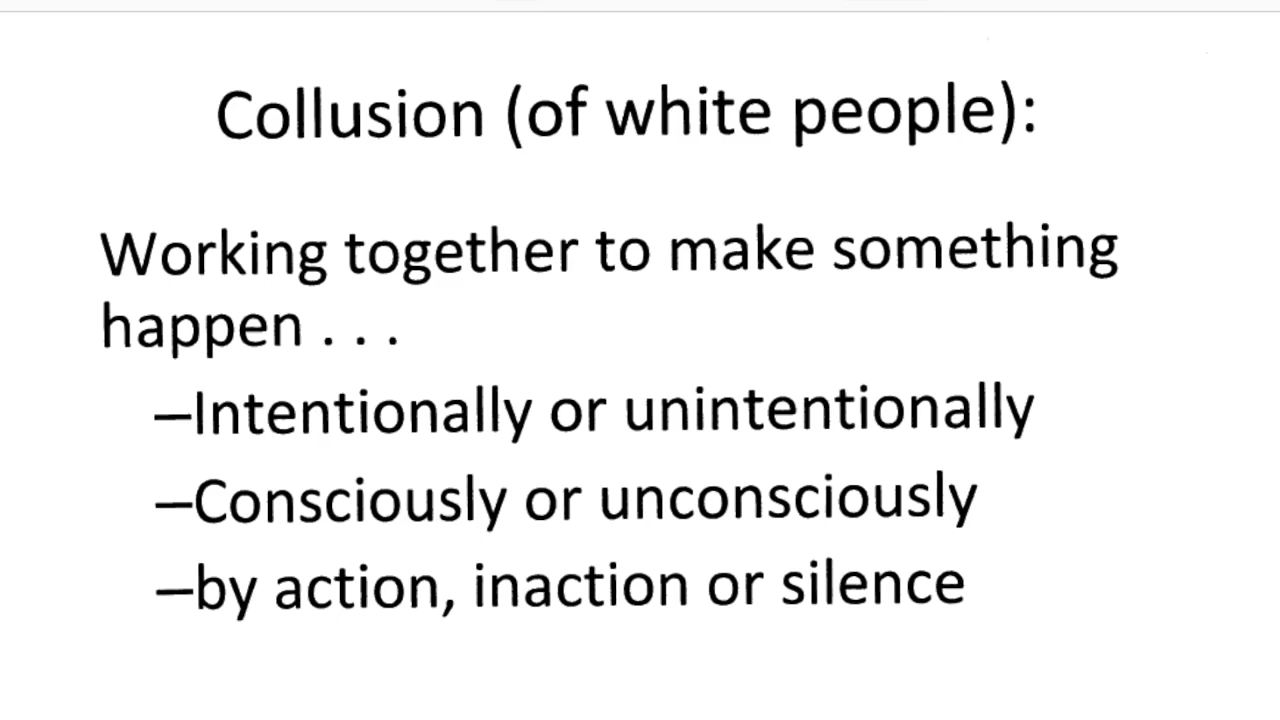 Collusion (of white people):
Working together to make something
happen . . .
–Intentionally or unintentionally
–Consciously or unconsciously
–by action, inaction or silence